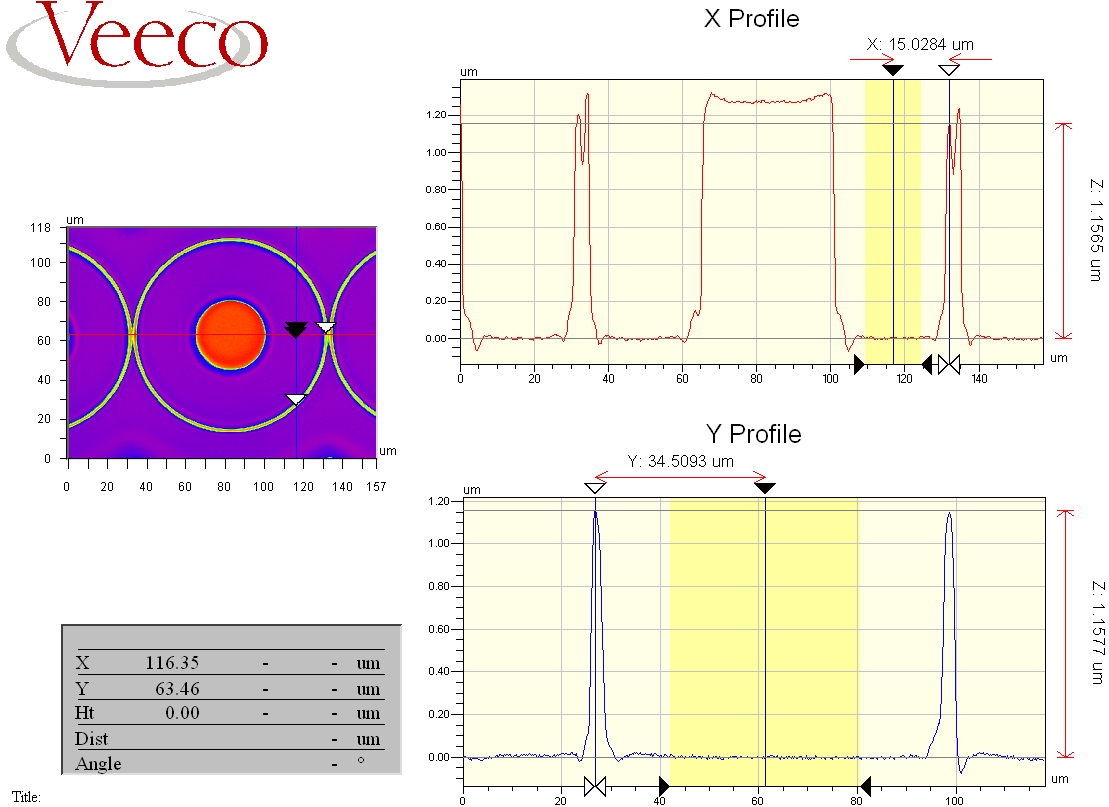 Veeco
X Profile
X: 15.0284 um
um
1.20
1.00
0.80
0.60
0.40
0.20
0.00
Z: 1.1565 um
um
0 20 40 60 80 100 120 140
um
118
100
80
60
40
20
0
um
0 20 40 60 80 100 120 140 157
Y Profile
Y: 34.5093 um
um
1.20
1.00
0.80
0.60
0.40
0.20
0.00
Z: 1.1577 um
um
0 20 40 60 80 100
X 116.35 - - um
Y 63.46 - - um
Ht 0.00 - - um
Dist - um
Angle - °
Title: